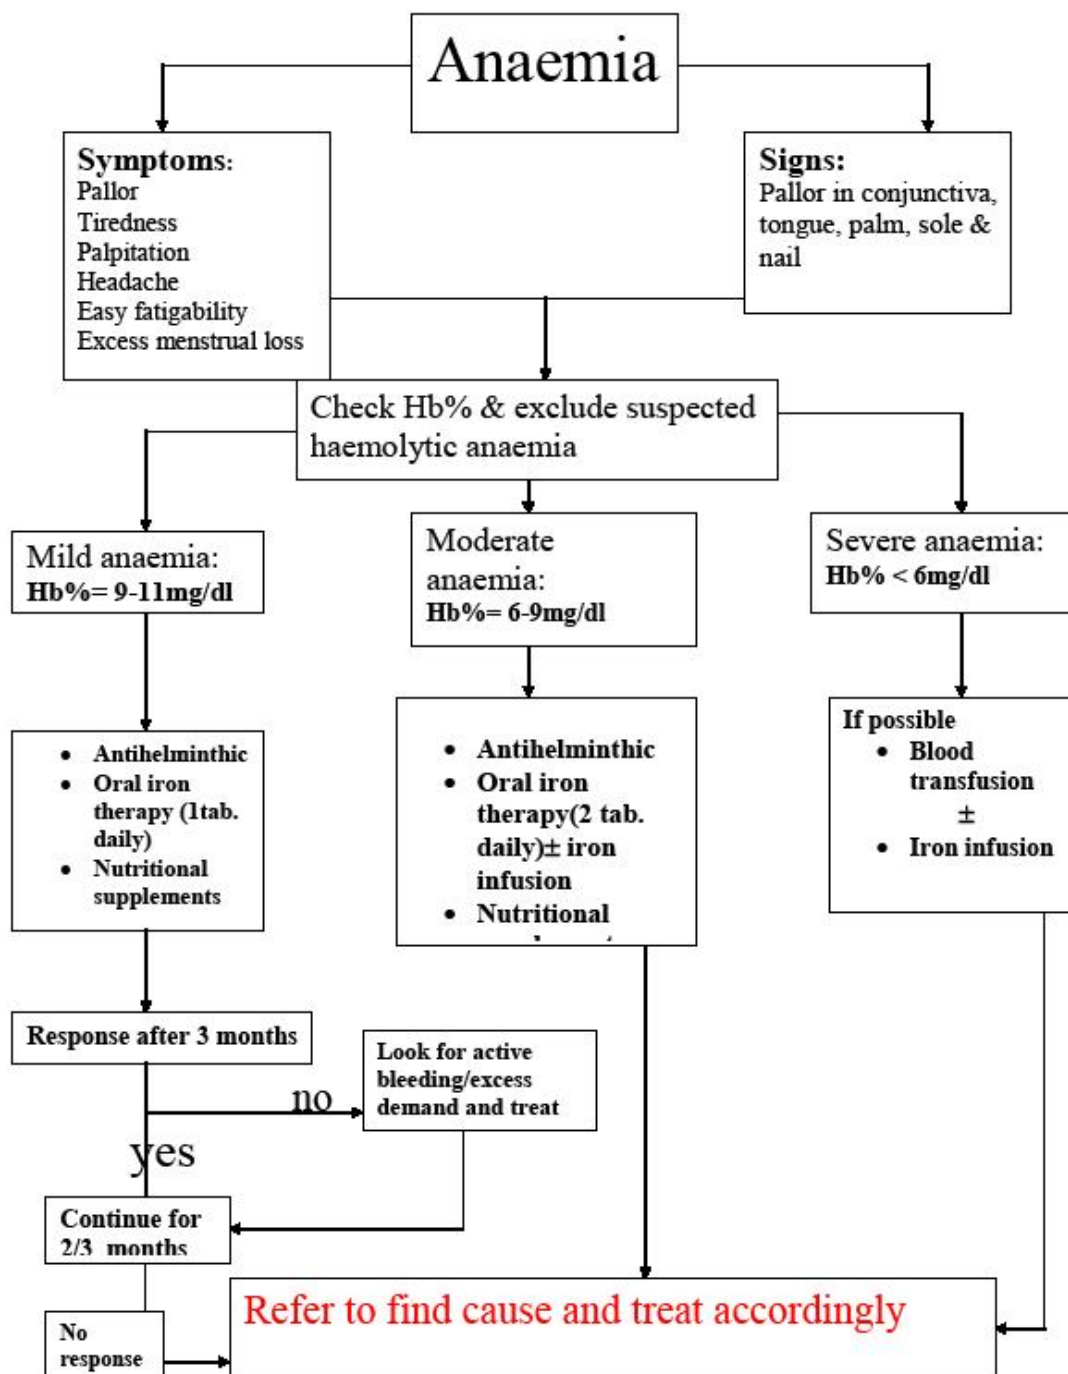 Anaemia
Symptoms:
Pallor
Tiredness
Palpitation
Headache
Easy fatigability
Excess menstrual loss
Signs:
Pallor in conjunctiva,
tongue, palm, sole &
nail
Check Hb% & exclude suspected
haemolytic anaemia
Mild anaemia:
Hb%= 9-11mg/dl
Moderate
anaemia:
Hb%= 6-9mg/dl
Severe anaemia:
Hb% < 6mg/dl
• Antihelminthic
• Oral iron
therapy (1tab.
daily)
• Nutritional
supplements
• Antihelminthic
• Oral iron
therapy(2 tab.
daily)± iron
infusion
• Nutritional
If possible
• Blood
transfusion
±
• Iron infusion
Response after 3 months
Look for active
bleeding/excess
demand and treat
no
yes
Continue for
2/3 months
No
response
Refer to find cause and treat accordingly